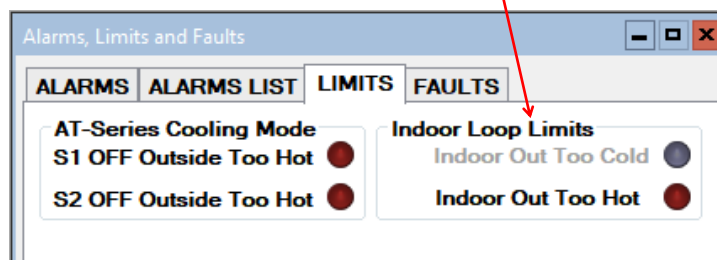 Alarms, Limits and Faults
ALARMS ALARMS LIST LIMITS FAULTS
AT-Series Cooling Mode
S1 OFF Outside Too Hot
S2 OFF Outside Too Hot
Indoor Loop Limits
Indoor Out Too Cold
Indoor Out Too Hot